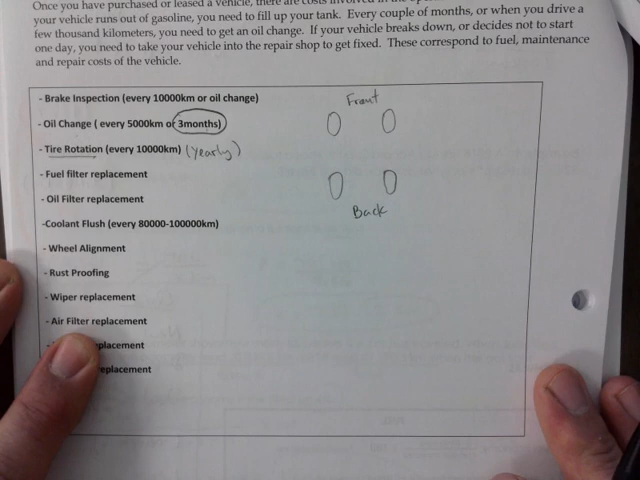 Once you have purchased or leased a vehicle, there are costs involved in the
your vehicle runs out of gasoline, you need to fill up your tank. Every couple of months, or when you drive a
few thousand kilometers, you need to get an oil change. If your vehicle breaks down, or decides not to start
one day, you need to take your vehicle into the repair shop to get fixed. These correspond to fuel, maintenance
and repair costs of the vehicle.
- Brake Inspection (every 10000km or oil change)
Front
- Oil Change ( every 5000km or 3months)
- Tire Rotation (every 10000km) (yearly)
- Fuel filter replacement
- Oil Filter replacement
Back
-Coolant Flush (every 80000-100000km)
- Wheel Alignment
- Rust Proofing
- Wiper replacement
- Air Filter replacement